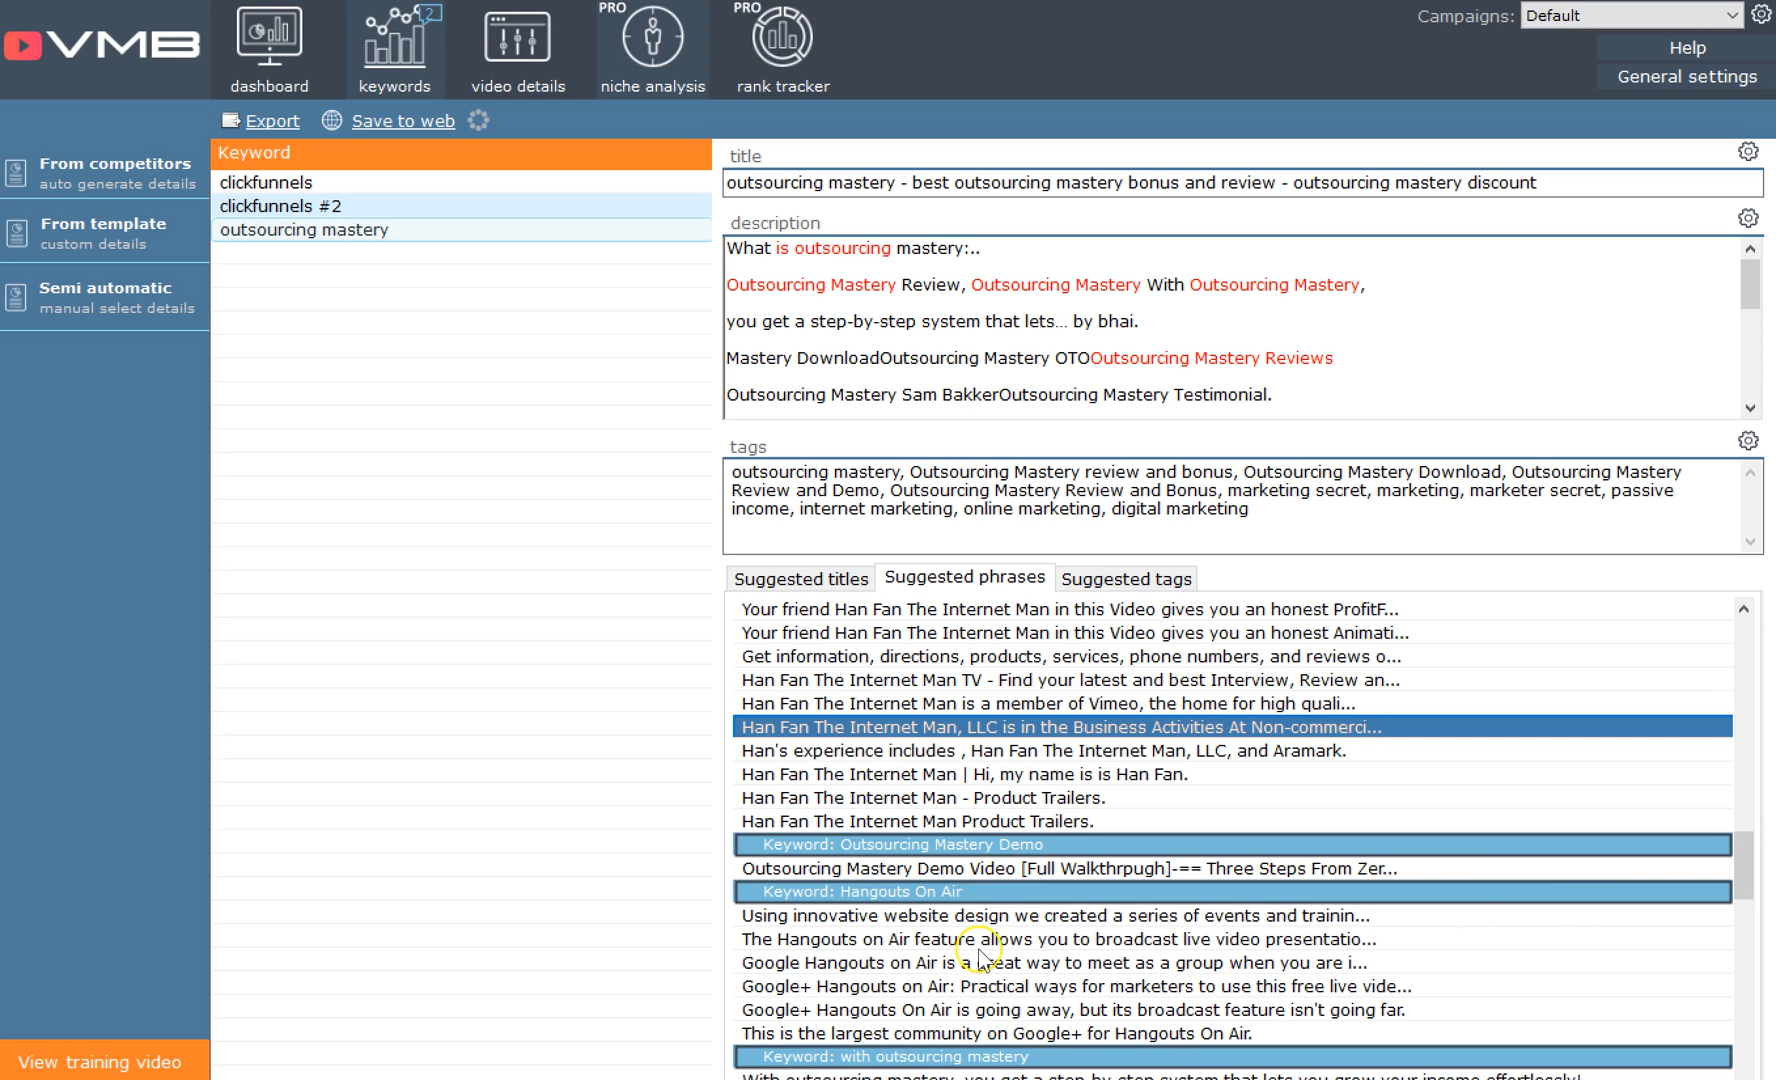 VMB
dashboard
2
keywords
video details
PRO
niche analysis
PRO
rank tracker
Campaigns: Default
Help
General settings
Export Save to web
From competitors
auto generate details
From template
custom details
Semi automatic
manual select details
View training video
Keyword
clickfunnels
clickfunnels #2
outsourcing mastery
title
outsourcing mastery - best outsourcing mastery bonus and review - outsourcing mastery discount
description
What is outsourcing mastery:..
Outsourcing Mastery Review, Outsourcing Mastery With Outsourcing Mastery,
you get a step-by-step system that lets... by bhai.
Mastery DownloadOutsourcing Mastery OTOOutsourcing Mastery Reviews
Outsourcing Mastery Sam BakkerOutsourcing Mastery Testimonial.
tags
outsourcing mastery, Outsourcing Mastery review and bonus, Outsourcing Mastery Download, Outsourcing Mastery
Review and Demo, Outsourcing Mastery Review and Bonus, marketing secret, marketing, marketer secret, passive
income, internet marketing, online marketing, digital marketing
Suggested titles Suggested phrases Suggested tags
Your friend Han Fan The Internet Man in this Video gives you an honest ProfitF...
Your friend Han Fan The Internet Man in this Video gives you an honest Animati...
Get information, directions, products, services, phone numbers, and reviews o...
Han Fan The Internet Man TV - Find your latest and best Interview, Review an...
Han Fan The Internet Man is a member of Vimeo, the home for high quali...
Han Fan The Internet Man, LLC is in the Business Activities At Non-commerci...
Han's experience includes , Han Fan The Internet Man, LLC, and Aramark.
Han Fan The Internet Man | Hi, my name is is Han Fan.
Han Fan The Internet Man - Product Trailers.
Han Fan The Internet Man Product Trailers.
Keyword: Outsourcing Mastery Demo
Outsourcing Mastery Demo Video [Full Walkthrpugh]-== Three Steps From Zer...
Keyword: Hangouts On Air
Using innovative website design we created a series of events and trainin...
The Hangouts on Air feature allows you to broadcast live video presentatio...
Google Hangouts on Air is a great way to meet as a group when you are i...
Google+ Hangouts on Air: Practical ways for marketers to use this free live vide...
Google+ Hangouts On Air is going away, but its broadcast feature isn't going far.
This is the largest community on Google+ for Hangouts On Air.
Keyword: with outsourcing mastery
With outsourcing mastery, you get a step-by-step system that lets you grow your income effortlessly!